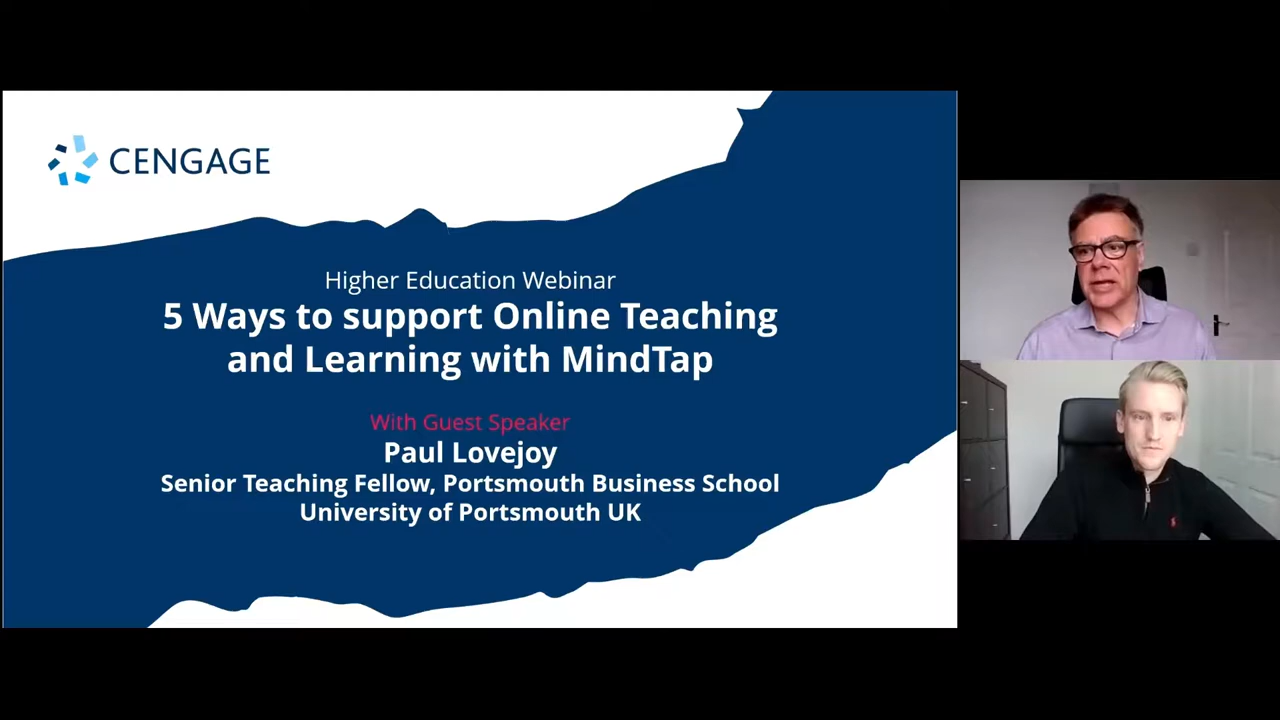 CENGAGE
Higher Education Webinar
5 Ways to support Online Teaching
and Learning with MindTap
With Guest Speaker
Paul Lovejoy
Senior Teaching Fellow, Portsmouth Business School
University of Portsmouth UK